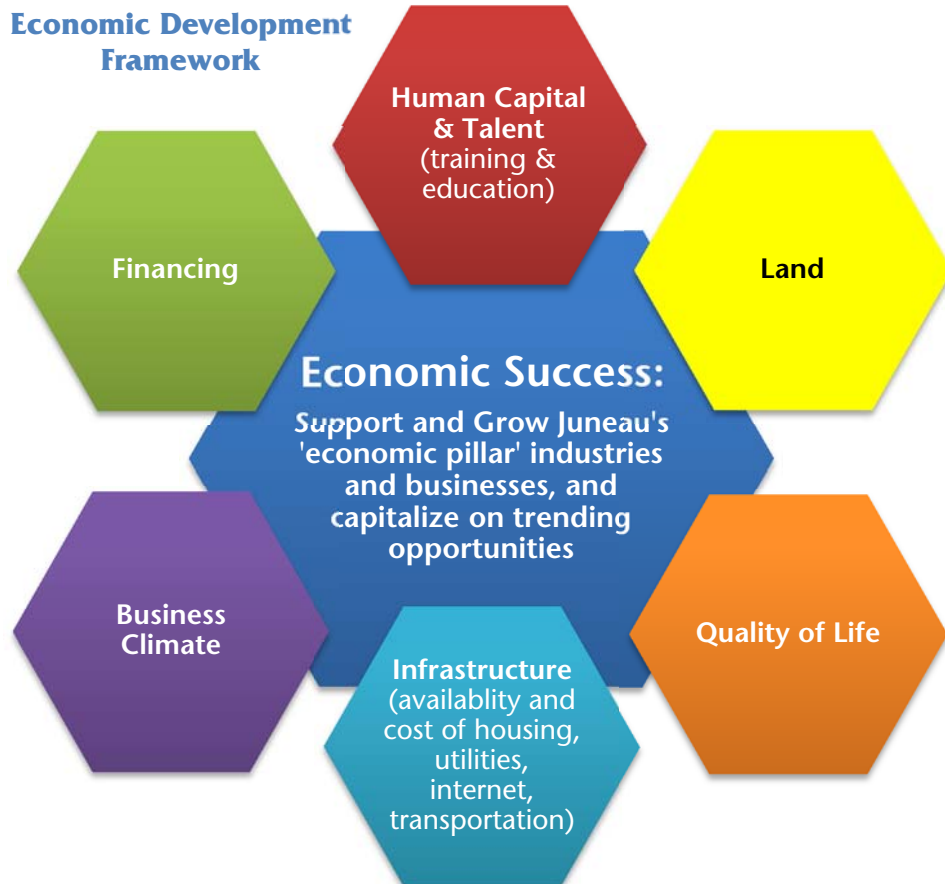 Economic Development
Framework
Human Capital
& Talent
(training &
education)
Financing
Land
Economic Success:
Support and Grow Juneau's
'economic pillar' industries
and businesses, and
capitalize on trending
opportunities
Business
Climate
Quality of Life
Infrastructure
(availablity and
cost of housing,
utilities,
internet,
transportation)